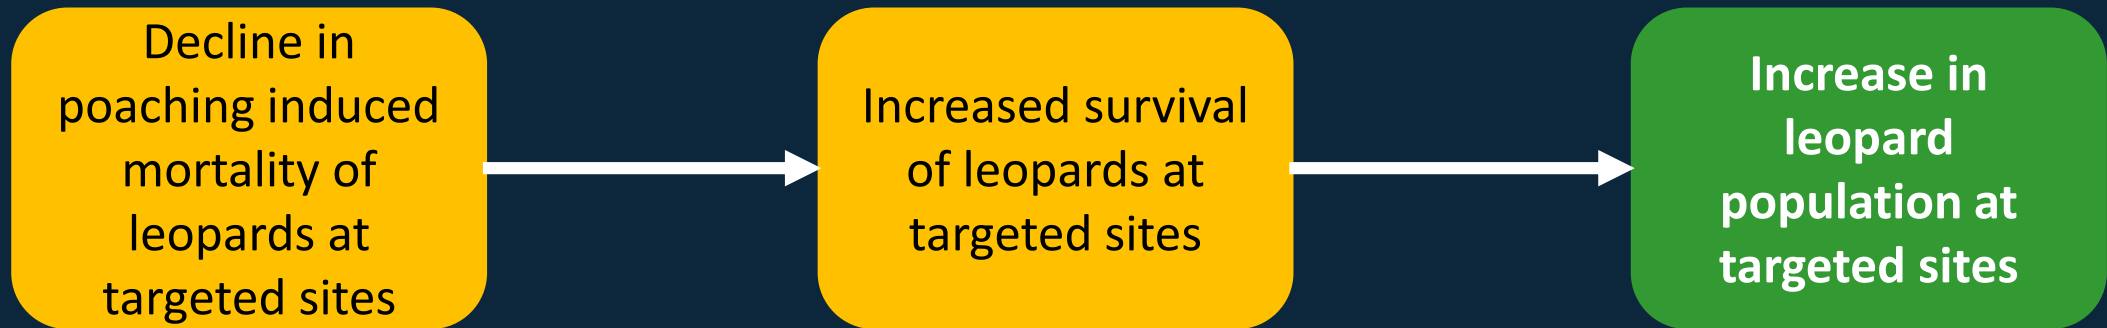 Decline in
poaching induced
mortality of
leopards at
targeted sites
Increased survival
of leopards at
targeted sites
Increase in
leopard
population at
targeted sites